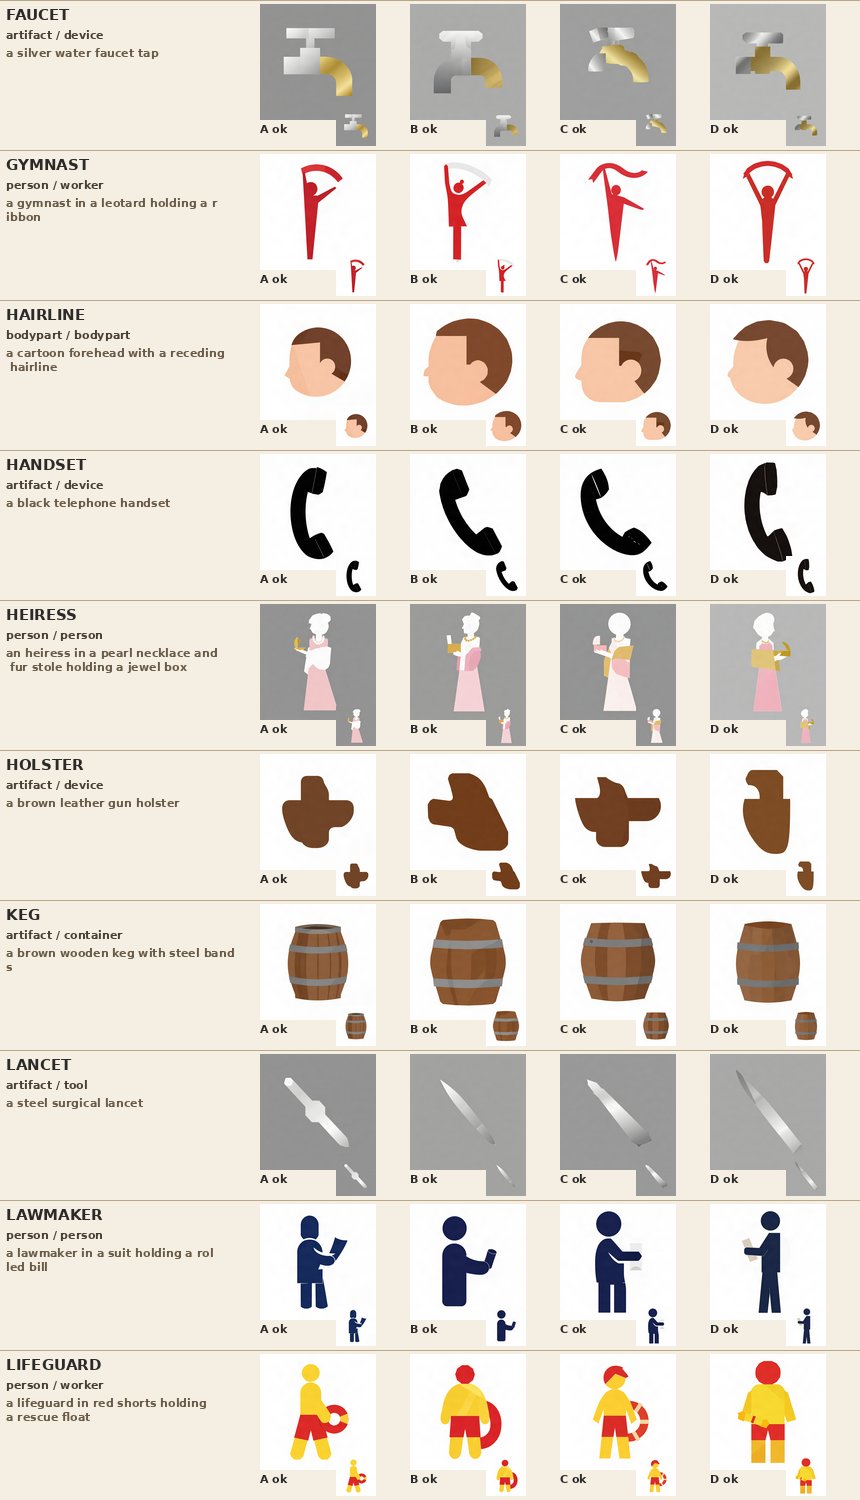 FAUCET
artifact / device
a silver water faucet tap
A ok
B ok
C ok
D ok
GYMNAST
person / worker
a gymnast in a leotard holding a r
ibbon
A ok
B ok
C ok
D ok
HAIRLINE
bodypart / bodypart
a cartoon forehead with a receding
hairline
A ok
B ok
C ok
D ok
HANDSET
artifact / device
a black telephone handset
A ok
B ok
C ok
D ok
HEIRESS
person / person
an heiress in a pearl necklace and
fur stole holding a jewel box
A ok
B ok
C ok
D ok
HOLSTER
artifact / device
a brown leather gun holster
A ok
B ok
C ok
D ok
KEG
artifact / container
a brown wooden keg with steel band
s
A ok
B ok
C ok
D ok
LANCET
artifact / tool
a steel surgical lancet
A ok
B ok
C ok
D ok
LAWMAKER
person / person
a lawmaker in a suit holding a rol
led bill
A ok
B ok
C ok
D ok
LIFEGUARD
person / worker
a lifeguard in red shorts holding
a rescue float
A ok
B ok
C ok
D ok